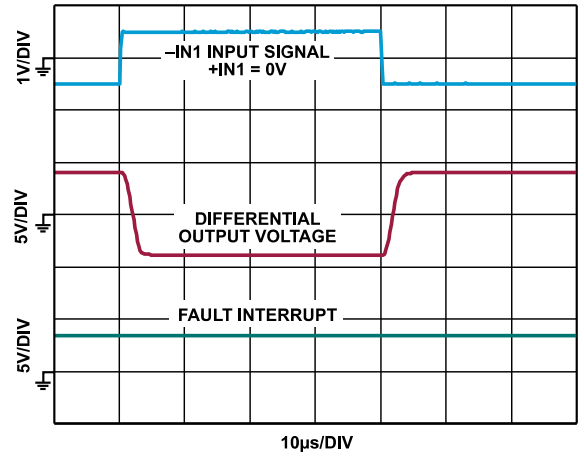 1V/DIV
–IN1 INPUT SIGNAL
+IN1 = 0V
5V/DIV
DIFFERENTIAL
OUTPUT VOLTAGE
5V/DIV
FAULT INTERRUPT
10µs/DIV